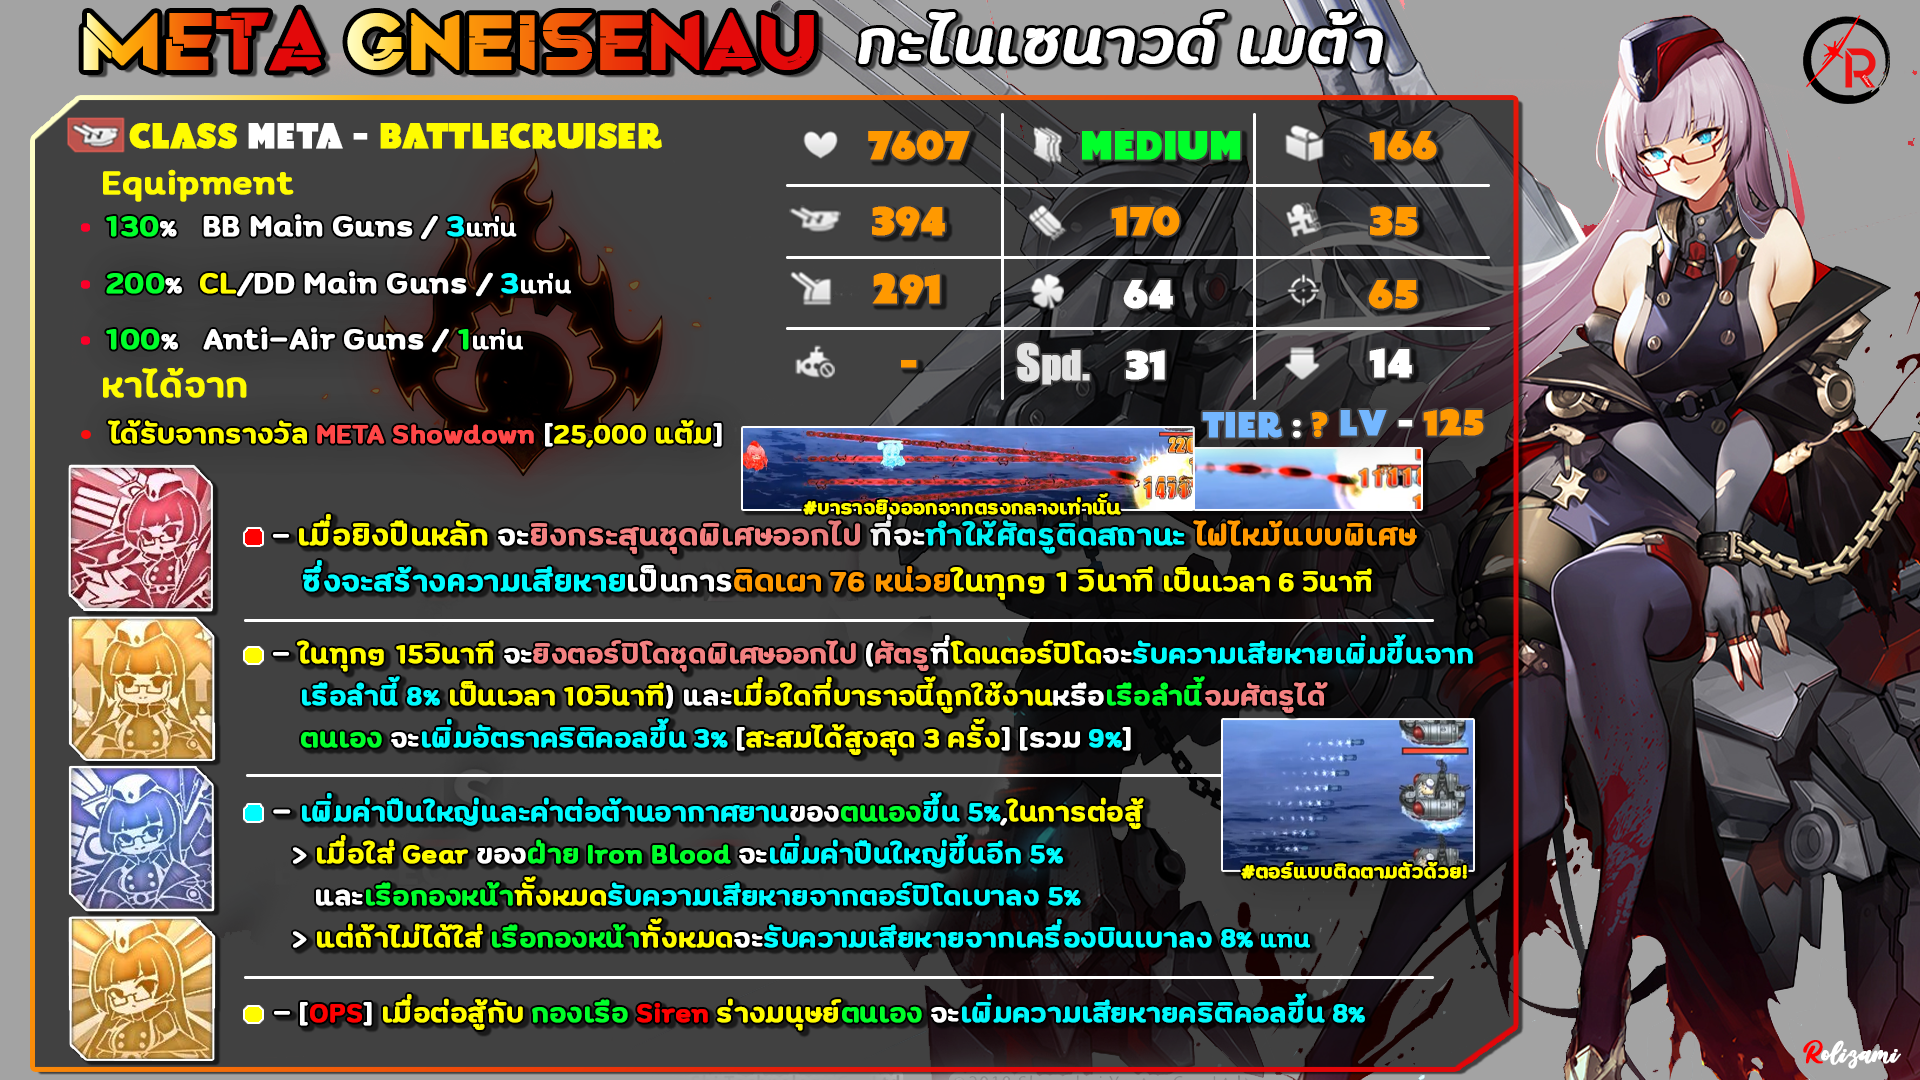 META GNEISENAU กะไนเซนาวด์ เมต้า
R
CLASS META - BATTLECRUISER
Equipment
• 130% BB Main Guns / 3แท่น
• 200% CL/DD Main Guns / 3แท่น
• 100% Anti-Air Guns / 1แท่น
หาได้จาก
• ได้รับจากรางวัล META Showdown [25,000 แต้ม]
7607 MEDIUM 166
394 170 35
291 64 65
- Spd. 31 14
TIER : ? LV - 125
#บาราจยิงออกจากตรงกลางเท่านั้น
- เมื่อยิงปืนหลัก จะยิงกระสุนชุดพิเศษออกไป ที่จะทำให้ศัตรูติดสถานะ ไฟไหม้แบบพิเศษ
ซึ่งจะสร้างความเสียหายเป็นการติดเผา 76 หน่วยในทุกๆ 1 วินาที เป็นเวลา 6 วินาที
- ในทุกๆ 15วินาที จะยิงตอร์ปิโดชุดพิเศษออกไป (ศัตรูที่โดนตอร์ปิโดจะรับความเสียหายเพิ่มขึ้นจาก
เรือลำนี้ 8% เป็นเวลา 10วินาที) และเมื่อใดที่บาราจนี้ถูกใช้งานหรือเรือลำนี้จมศัตรูได้
ตนเอง จะเพิ่มอัตราคริติคอลขึ้น 3% [สะสมได้สูงสุด 3 ครั้ง] [รวม 9%]
- เพิ่มค่าปืนใหญ่และค่าต่อต้านอากาศยานของตนเองขึ้น 5%,ในการต่อสู้
> เมื่อใส่ Gear ของฝ่าย Iron Blood จะเพิ่มค่าปืนใหญ่ขึ้นอีก 5%
และเรือกองหน้าทั้งหมดรับความเสียหายจากตอร์ปิโดเบาลง 5%
#ตอร์แบบติดตามตัวด้วย!
> แต่ถ้าไม่ได้ใส่ เรือกองหน้าทั้งหมดจะรับความเสียหายจากเครื่องบินเบาลง 8% แทน
- [OPS] เมื่อต่อสู้กับ กองเรือ Siren ร่างมนุษย์ตนเอง จะเพิ่มความเสียหายคริติคอลขึ้น 8%
Rolizami